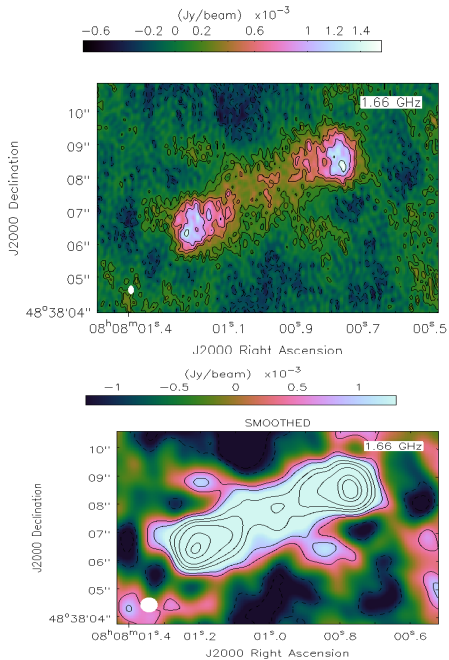 (Jy/beam) x10⁻³
−0.6 −0.2 0 0.2 0.6 1 1.4
1.66 GHz
10''
09''
08''
07''
06''
05''
48°38'04''
J2000 Declination
08ʰ08ᵐ01ˢ.4 01ˢ.1 00ˢ.9 00ˢ.7 00ˢ.5
J2000 Right Ascension
(Jy/beam) x10⁻³
−1 −0.5 0 0.5 1
SMOOTHED
1.66 GHz
10''
09''
08''
07''
06''
05''
48°38'04''
J2000 Declination
08ʰ08ᵐ01ˢ.4 01ˢ.2 01ˢ.0 00ˢ.8 00ˢ.6
J2000 Right Ascension